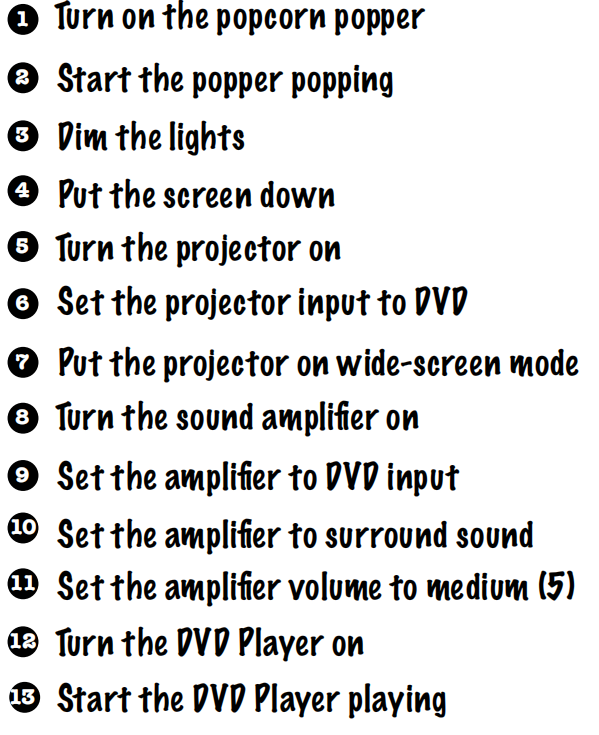 1 Turn on the popcorn popper
2 Start the popper popping
3 Dim the lights
4 Put the screen down
5 Turn the projector on
6 Set the projector input to DVD
7 Put the projector on wide-screen mode
8 Turn the sound amplifier on
9 Set the amplifier to DVD input
10 Set the amplifier to surround sound
11 Set the amplifier volume to medium (5)
12 Turn the DVD Player on
13 Start the DVD Player playing